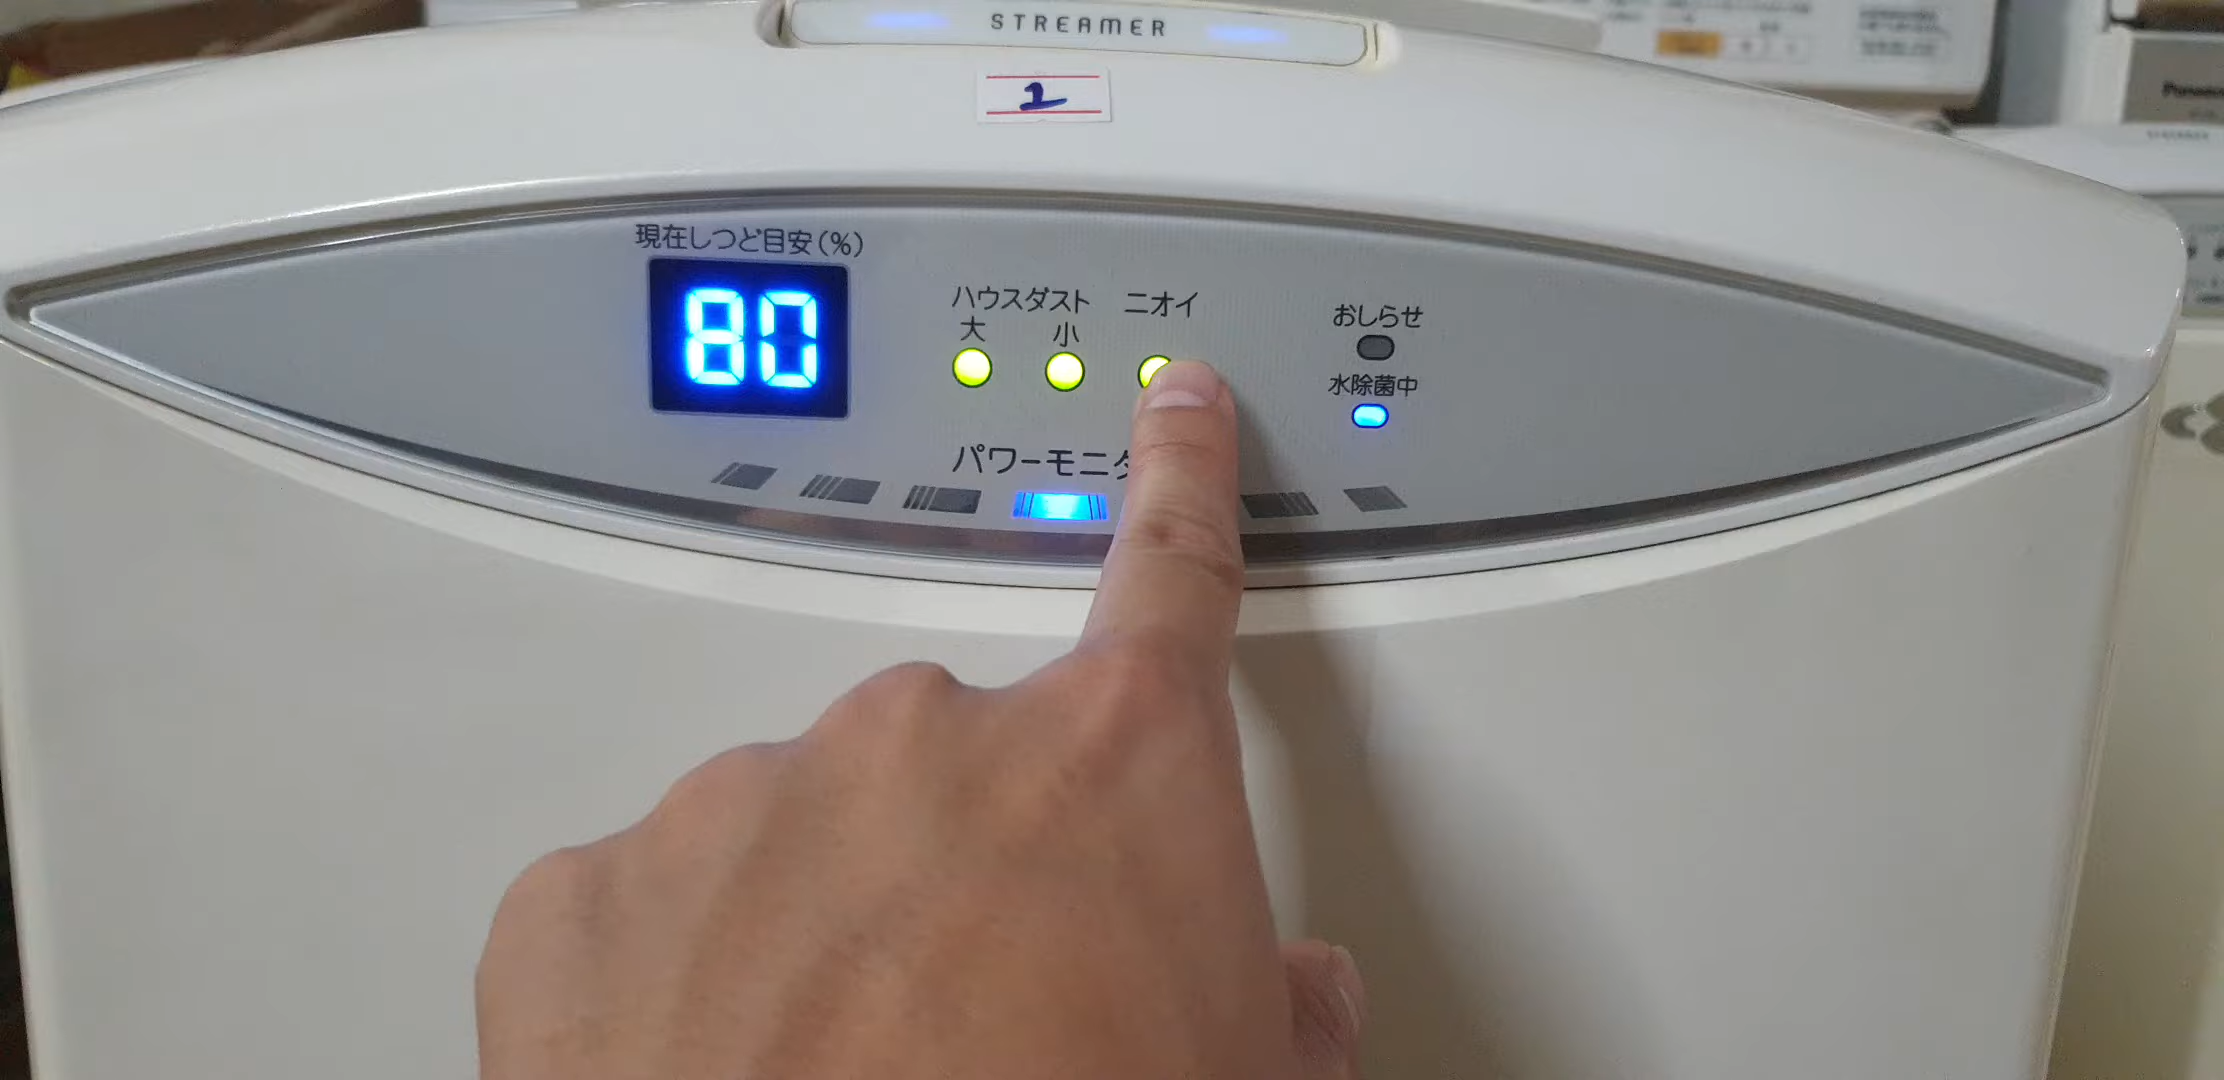 STREAMER
1
現在しつど目安(%)
80
ハウスダスト ニオイ
大 小
おしらせ
水除菌中
パワーモニタ